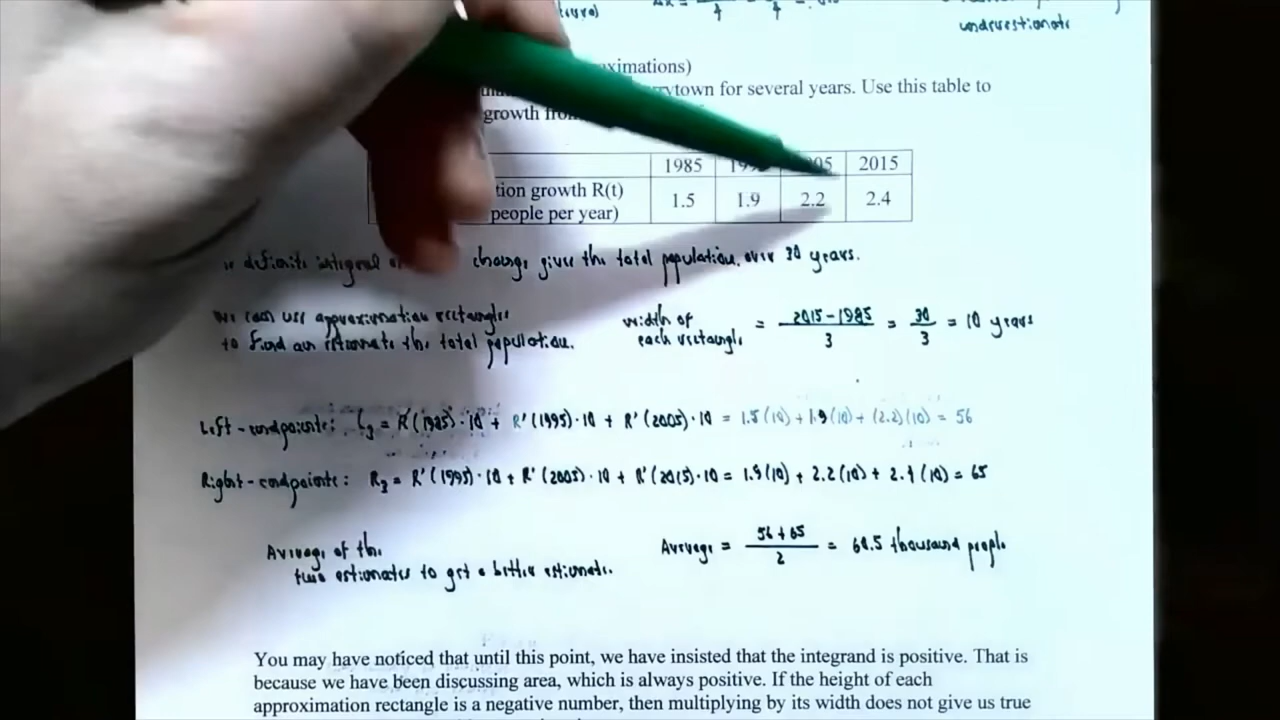 undurestionate
ximations)
town for several years. Use this table to
growth from
1985 2015
tion growth R(t) 1.5 1.9 2.2 2.4
people per year)
definite integral change gives the total population. over 30 years.
we can use approximation rectangles
to find an estimate the total population.
width of each rectangle = 2015-1985 / 3 = 30/3 = 10 years
Left-endpoints: L₃ = R'(1985)·10 + R'(1995)·10 + R'(2005)·10 = 1.5(10) + 1.9(10) + (2.2)(10) = 56
Right-endpoints: R₃ = R'(1995)·10 + R'(2005)·10 + R'(2015)·10 = 1.9(10) + 2.2(10) + 2.4(10) = 65
Average of the
two estimates to get a better estimate.
Average = 56+65 / 2 = 60.5 thousand people
You may have noticed that until this point, we have insisted that the integrand is positive. That is
because we have been discussing area, which is always positive. If the height of each
approximation rectangle is a negative number, then multiplying by its width does not give us true